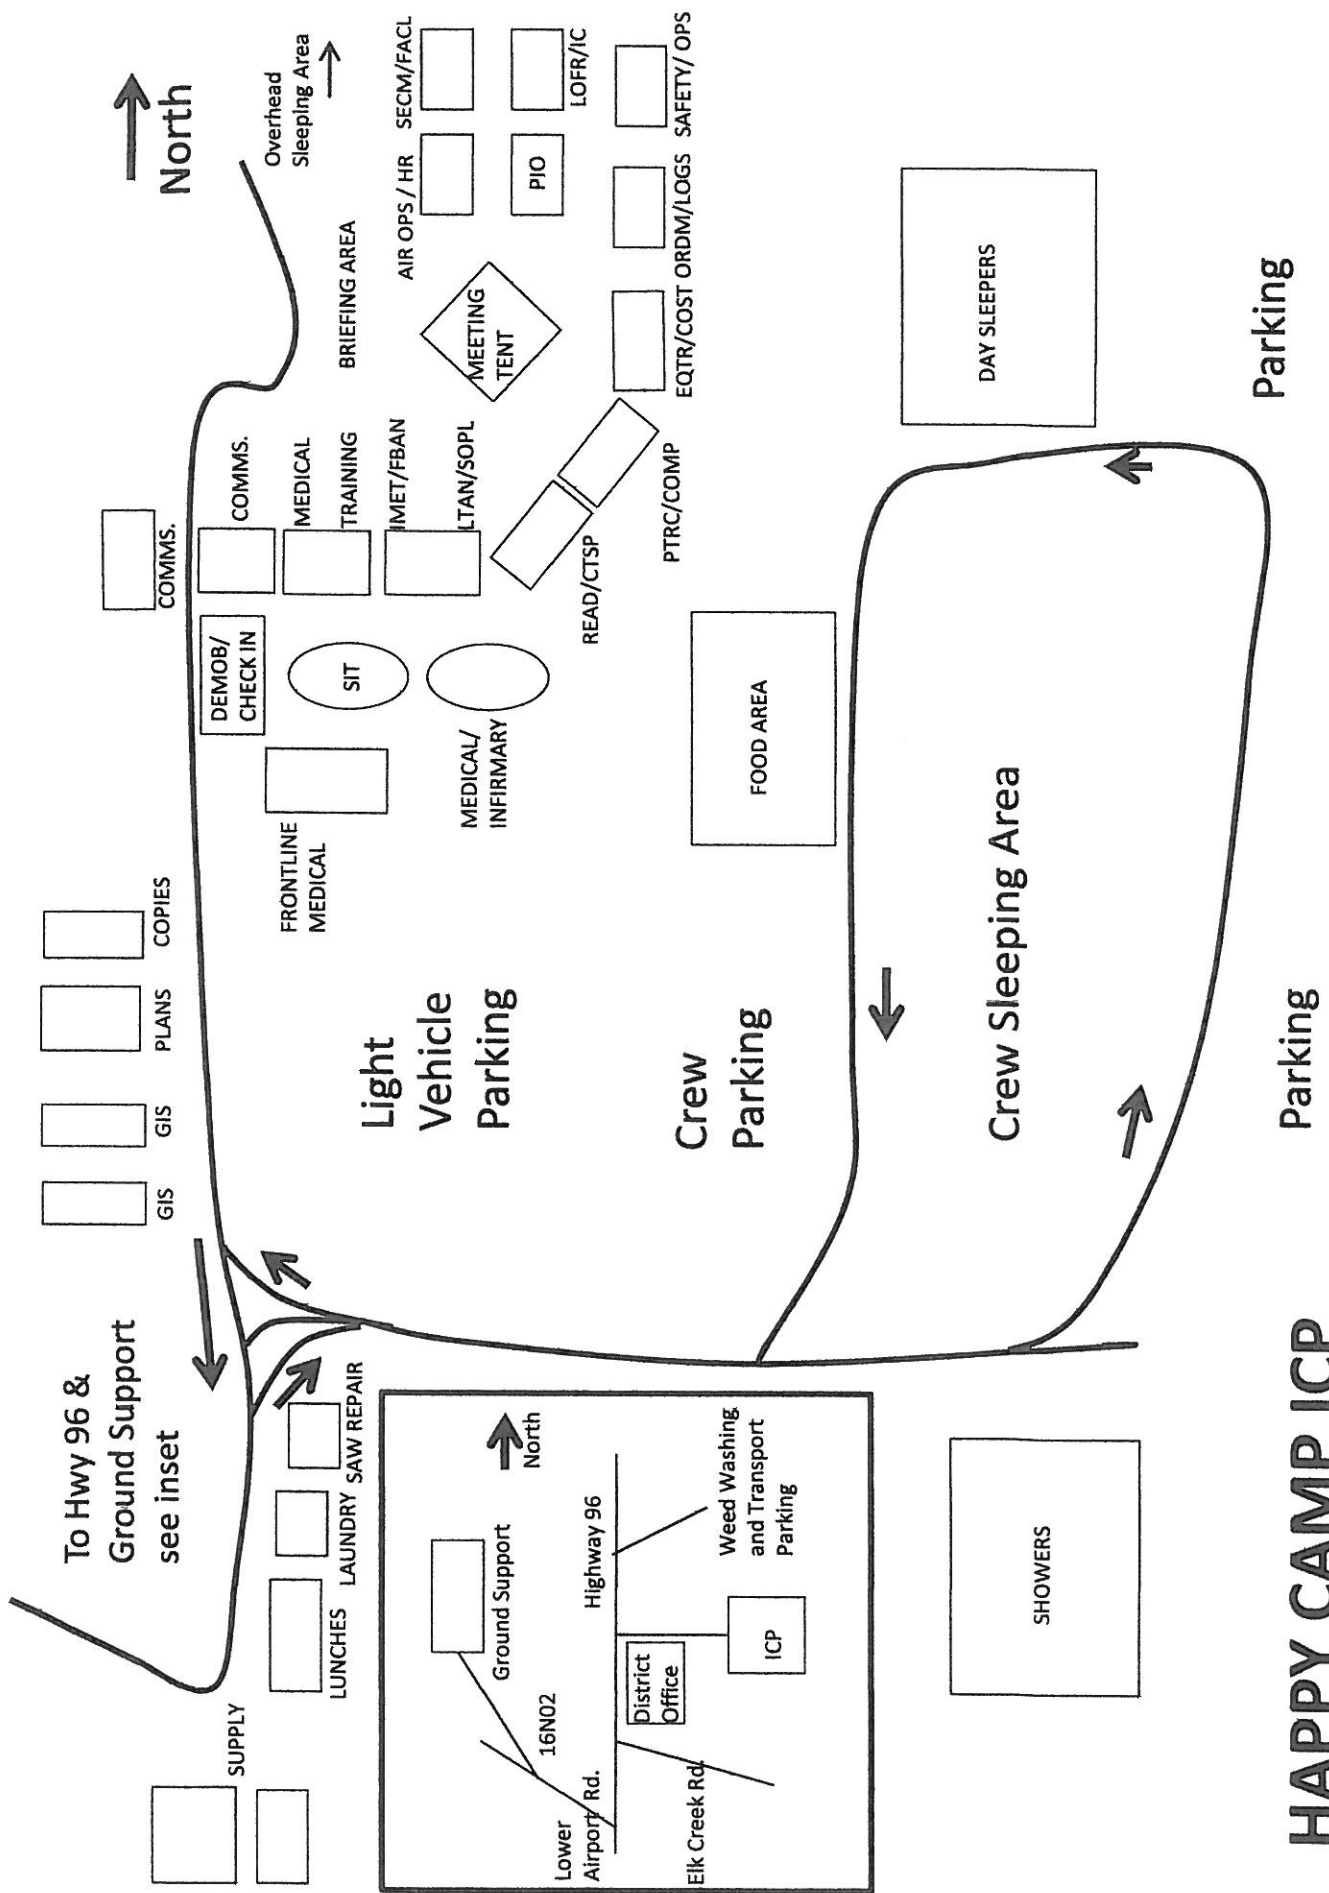 North
Overhead
Sleeping Area
To Hwy 96 &
Ground Support
see inset
GIS
GIS
PLANS
COPIES
COMMS.
SUPPLY
LUNCHES
LAUNDRY
SAW REPAIR
DEMOB/
CHECK IN
COMMS.
FRONTLINE
MEDICAL
SIT
MEDICAL
TRAINING
MEDICAL/
INFIRMARY
IMET/FBAN
LTAN/SOPL
BRIEFING AREA
AIR OPS / HR
SECM/FACL
MEETING
TENT
PIO
LOFR/IC
READ/CTSP
PTRC/COMP
EQTR/COST
ORDM/LOGS
SAFETY/ OPS
Light
Vehicle
Parking
Crew
Parking
FOOD AREA
DAY SLEEPERS
Crew Sleeping Area
Parking
Parking
SHOWERS
North
Ground Support
16N02
Lower
Airport Rd.
Highway 96
District
Office
Elk Creek Rd.
ICP
Weed Washing
and Transport
Parking
HAPPY CAMP ICP